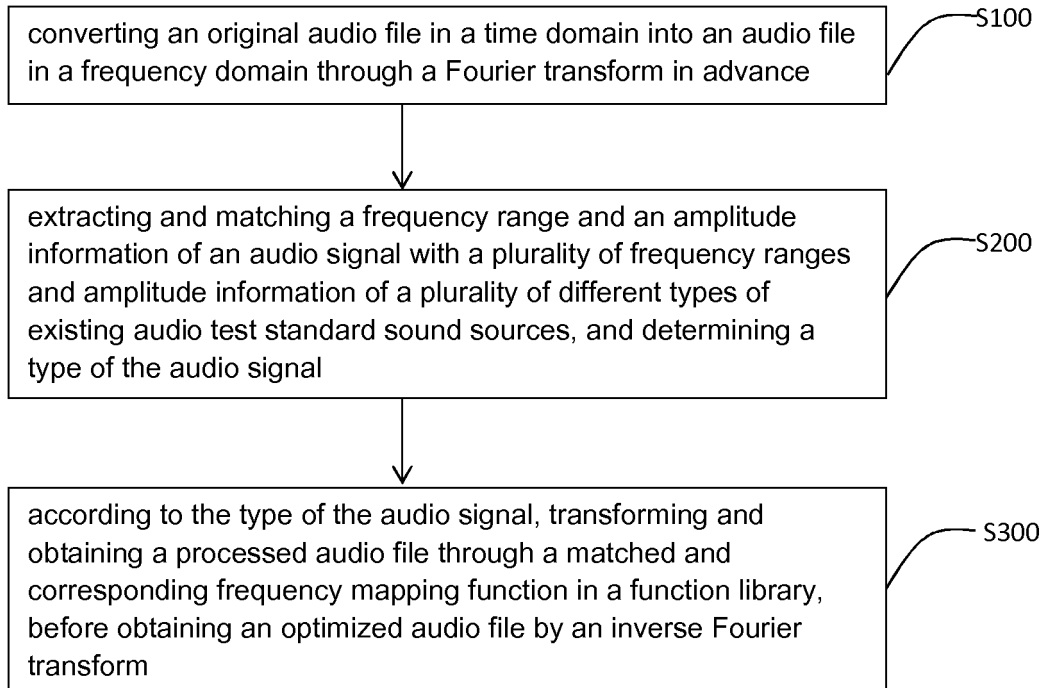 converting an original audio file in a time domain into an audio file
in a frequency domain through a Fourier transform in advance
S100
extracting and matching a frequency range and an amplitude
information of an audio signal with a plurality of frequency ranges
and amplitude information of a plurality of different types of
existing audio test standard sound sources, and determining a
type of the audio signal
S200
according to the type of the audio signal, transforming and
obtaining a processed audio file through a matched and
corresponding frequency mapping function in a function library,
before obtaining an optimized audio file by an inverse Fourier
transform
S300